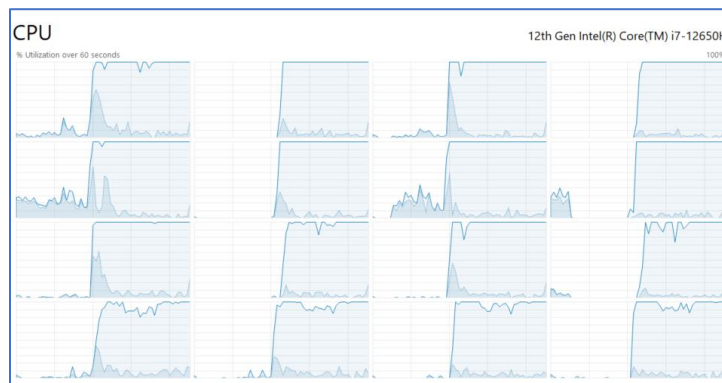 CPU
12th Gen Intel(R) Core(TM) i7-12650H
% Utilization over 60 seconds
100%